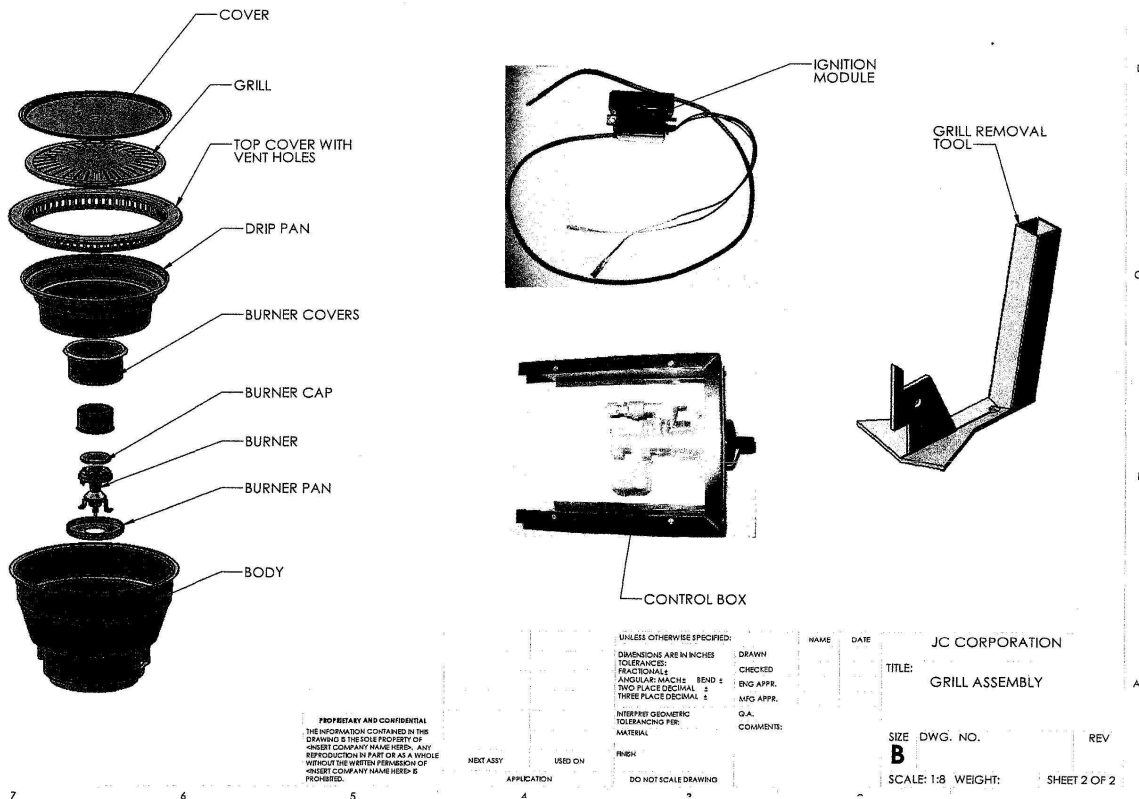 COVER
GRILL
TOP COVER WITH
VENT HOLES
DRIP PAN
BURNER COVERS
BURNER CAP
BURNER
BURNER PAN
BODY
IGNITION
MODULE
GRILL REMOVAL
TOOL
CONTROL BOX
PROPRIETARY AND CONFIDENTIAL
THE INFORMATION CONTAINED IN THIS
DRAWING IS THE SOLE PROPERTY OF
<INSERT COMPANY NAME HERE>. ANY
REPRODUCTION IN PART OR AS A WHOLE
WITHOUT THE WRITTEN PERMISSION OF
<INSERT COMPANY NAME HERE> IS
PROHIBITED.
NEXT ASSY
USED ON
APPLICATION
UNLESS OTHERWISE SPECIFIED:
DIMENSIONS ARE IN INCHES
TOLERANCES:
FRACTIONAL±
ANGULAR: MACH± BEND ±
TWO PLACE DECIMAL ±
THREE PLACE DECIMAL ±
INTERPRET GEOMETRIC
TOLERANCING PER:
MATERIAL
FINISH
DO NOT SCALE DRAWING
NAME DATE
DRAWN
CHECKED
ENG APPR.
MFG APPR.
Q.A.
COMMENTS:
JC CORPORATION
TITLE:
GRILL ASSEMBLY
SIZE DWG. NO. REV
B
SCALE: 1:8 WEIGHT: SHEET 2 OF 2
A
7 6 5 4 3